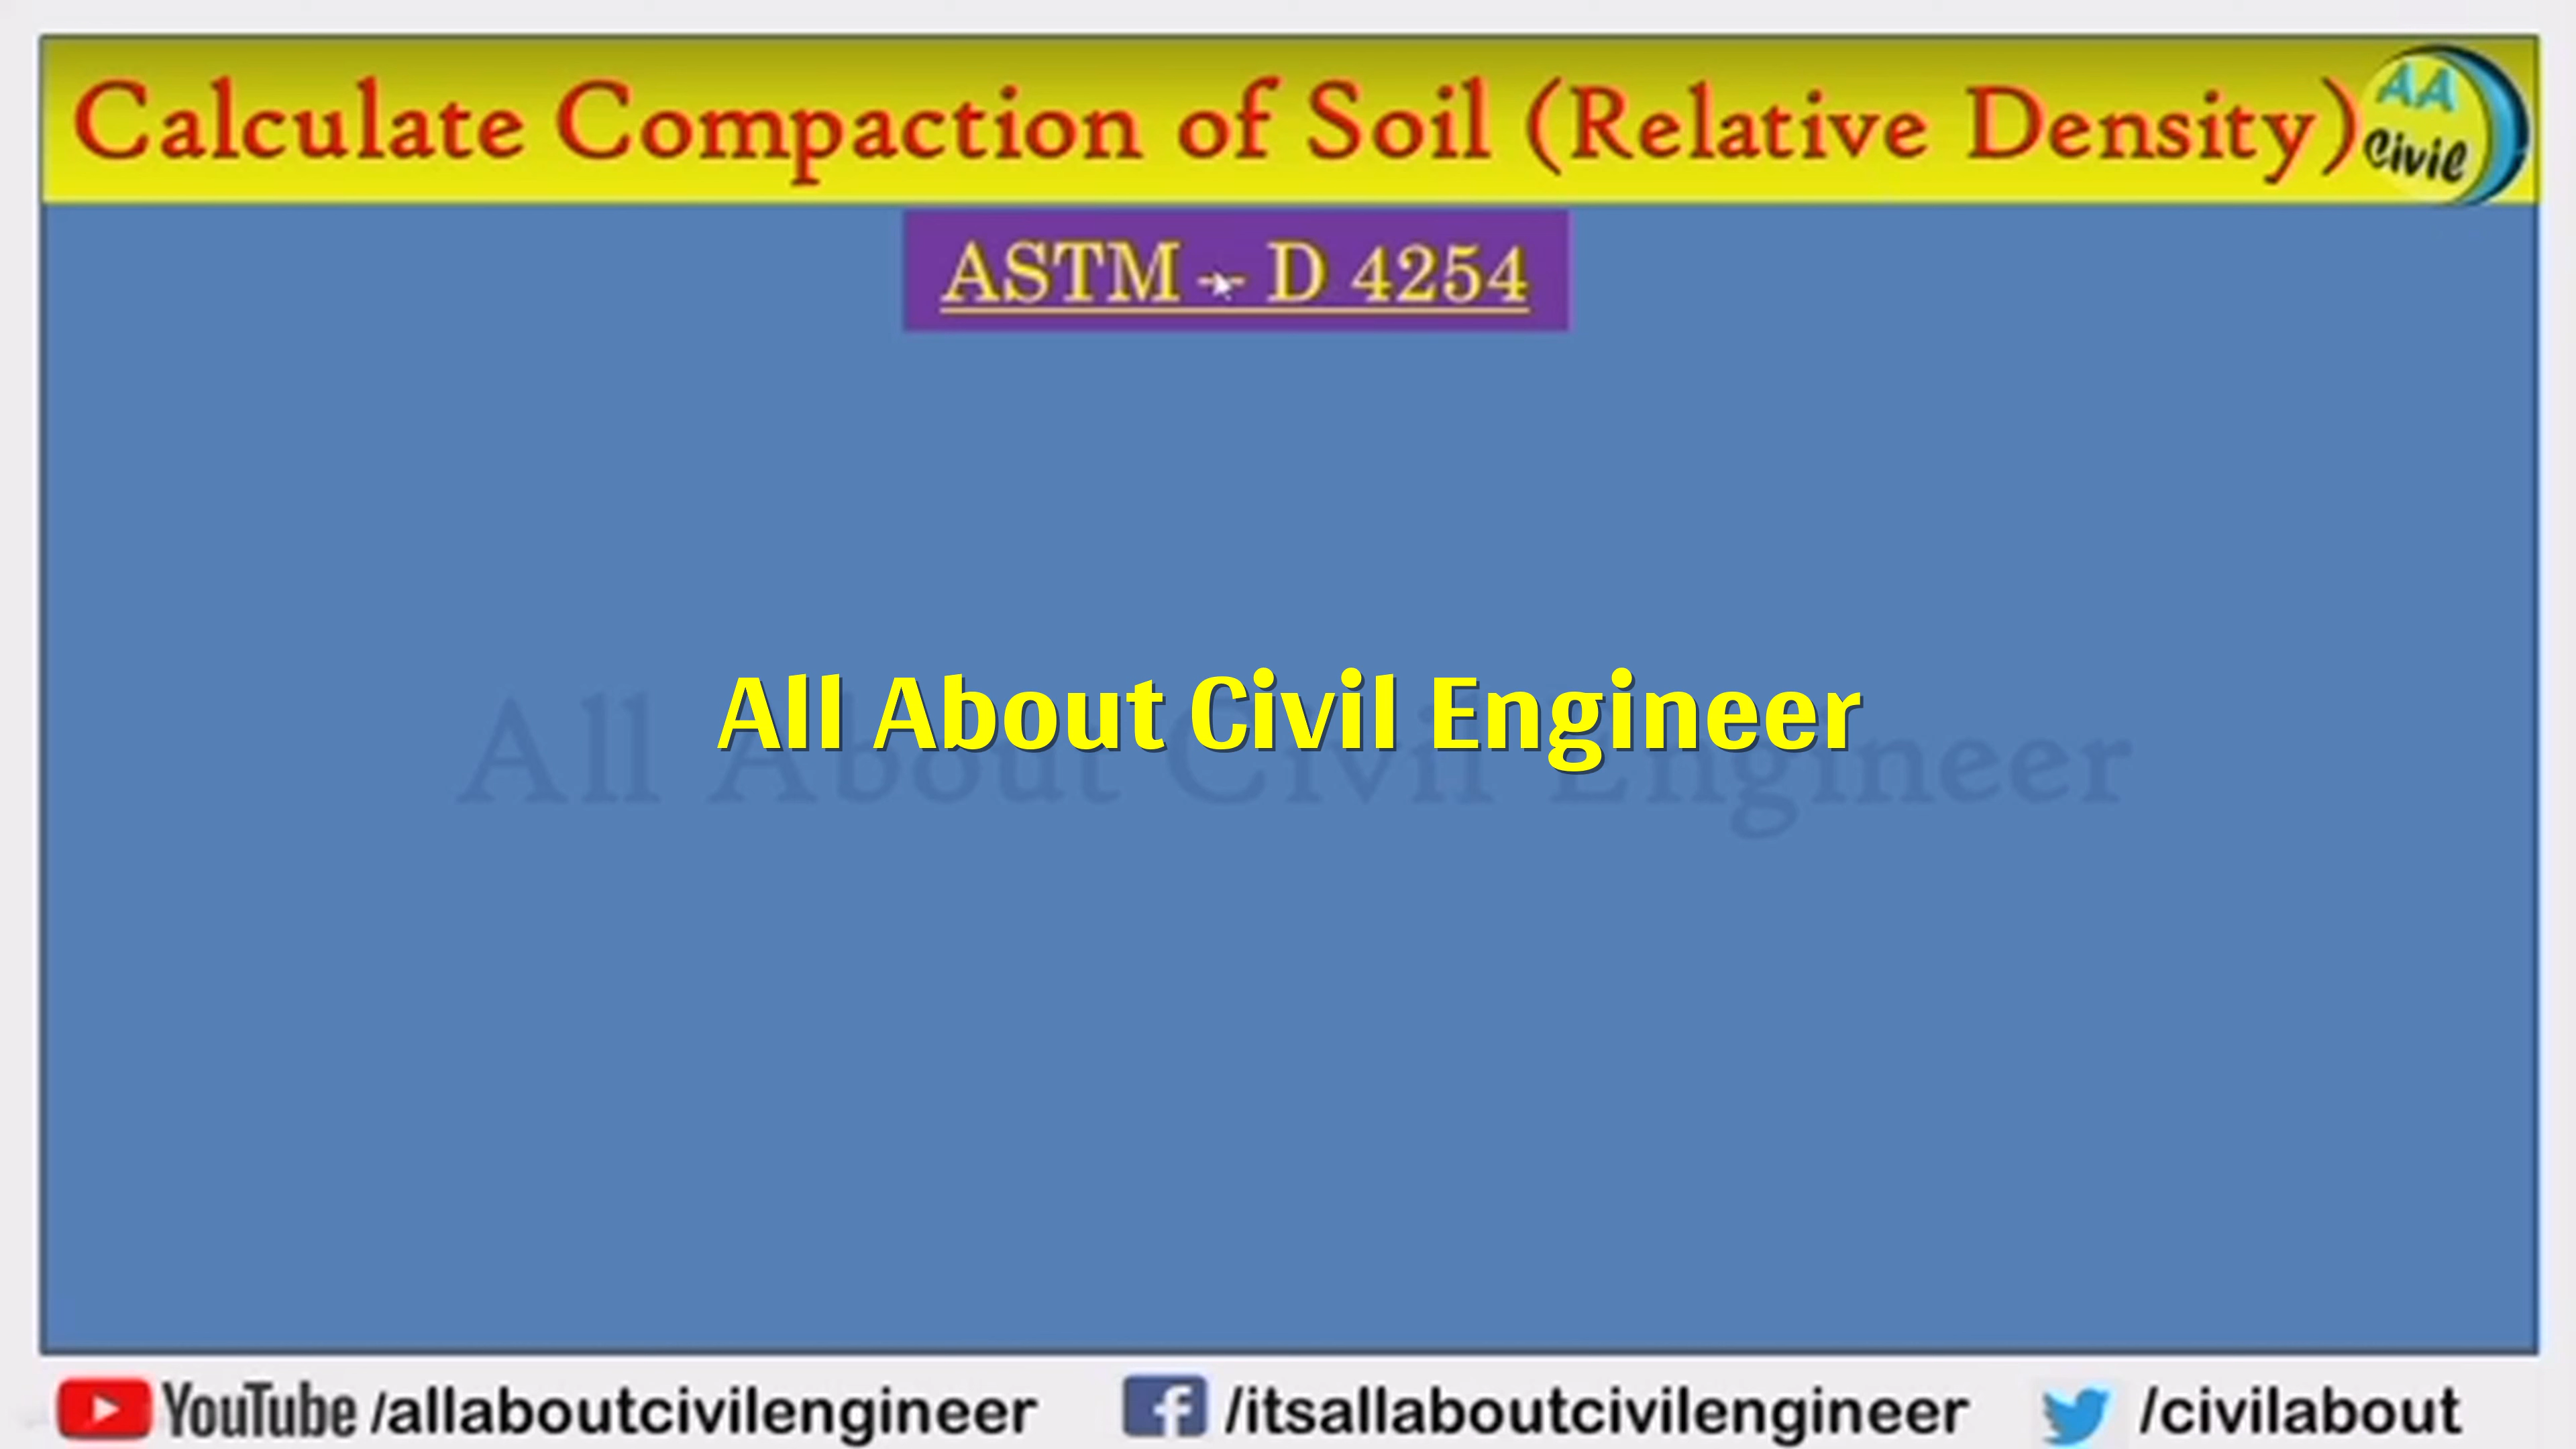 Calculate Compaction of Soil (Relative Density)
AA
Civil
ASTM – D 4254
All About Civil Engineer
All About Civil Engineer
YouTube /allaboutcivilengineer
f /itsallaboutcivilengineer
/civilabout